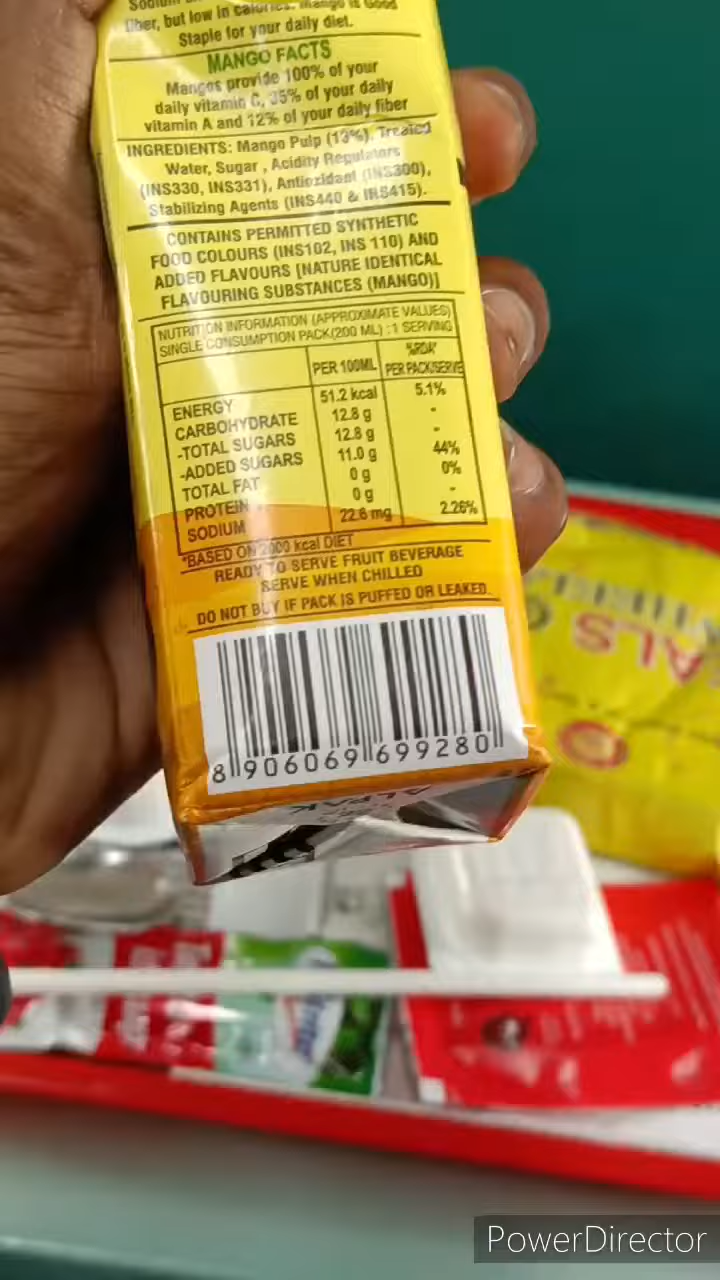 fiber, but low in calories. Mango is Good
Staple for your daily diet.
MANGO FACTS
Mangos provide 100% of your
daily vitamin C, 35% of your daily
vitamin A and 12% of your daily fiber
INGREDIENTS: Mango Pulp (13%), Treated
Water, Sugar , Acidity Regulators
(INS330, INS331), Antioxidant (INS300),
Stabilizing Agents (INS440 & INS415).
CONTAINS PERMITTED SYNTHETIC
FOOD COLOURS (INS102, INS 110) AND
ADDED FLAVOURS [NATURE IDENTICAL
FLAVOURING SUBSTANCES (MANGO)]
NUTRITION INFORMATION (APPROXIMATE VALUES)
SINGLE CONSUMPTION PACK(200 ML) : 1 SERVING
PER 100ML %RDA* PER PACK/SERVE
ENERGY 51.2 kcal 5.1%
CARBOHYDRATE 12.8 g -
-TOTAL SUGARS 12.8 g -
-ADDED SUGARS 11.0 g 44%
TOTAL FAT 0 g 0%
PROTEIN 0 g -
SODIUM 22.6 mg 2.26%
*BASED ON 2000 kcal DIET
READY TO SERVE FRUIT BEVERAGE
SERVE WHEN CHILLED
DO NOT BUY IF PACK IS PUFFED OR LEAKED.
8 906069 699280
ALPAK
ALS
PowerDirector